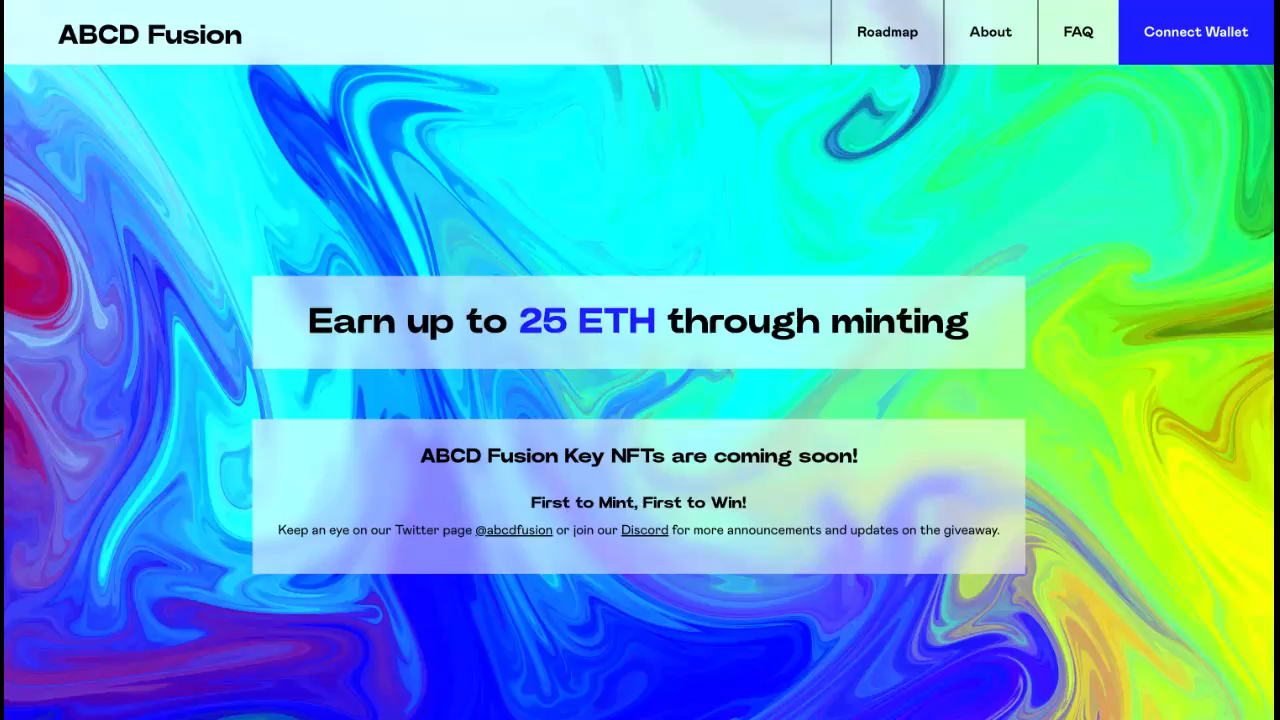 ABCD Fusion
Roadmap
About
FAQ
Connect Wallet
Earn up to 25 ETH through minting
ABCD Fusion Key NFTs are coming soon!
First to Mint, First to Win!
Keep an eye on our Twitter page @abcdfusion or join our Discord for more announcements and updates on the giveaway.